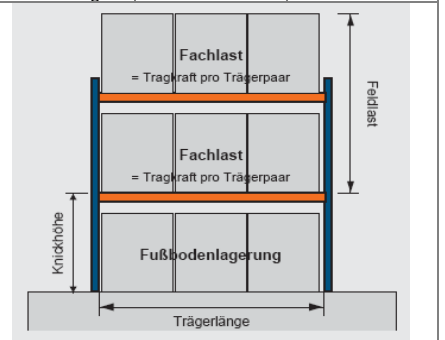 Fachlast
= Tragkraft pro Trägerpaar
Feldlast
Fachlast
= Tragkraft pro Trägerpaar
Knickhöhe
Fußbodenlagerung
Trägerlänge